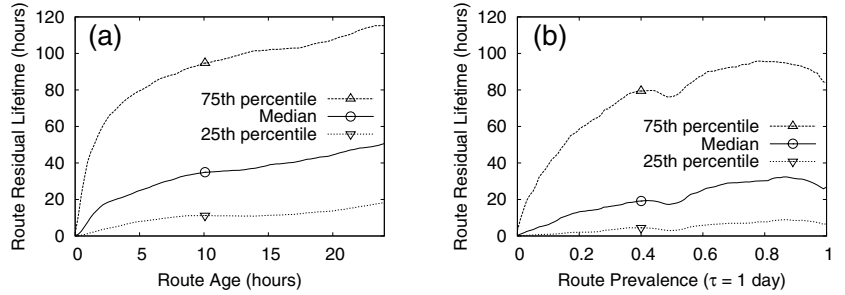 (a)
Route Residual Lifetime (hours)
120
100
80
60
40
20
0
75th percentile
Median
25th percentile
0 5 10 15 20
Route Age (hours)
(b)
Route Residual Lifetime (hours)
120
100
80
60
40
20
0
75th percentile
Median
25th percentile
0 0.2 0.4 0.6 0.8 1
Route Prevalence (τ = 1 day)